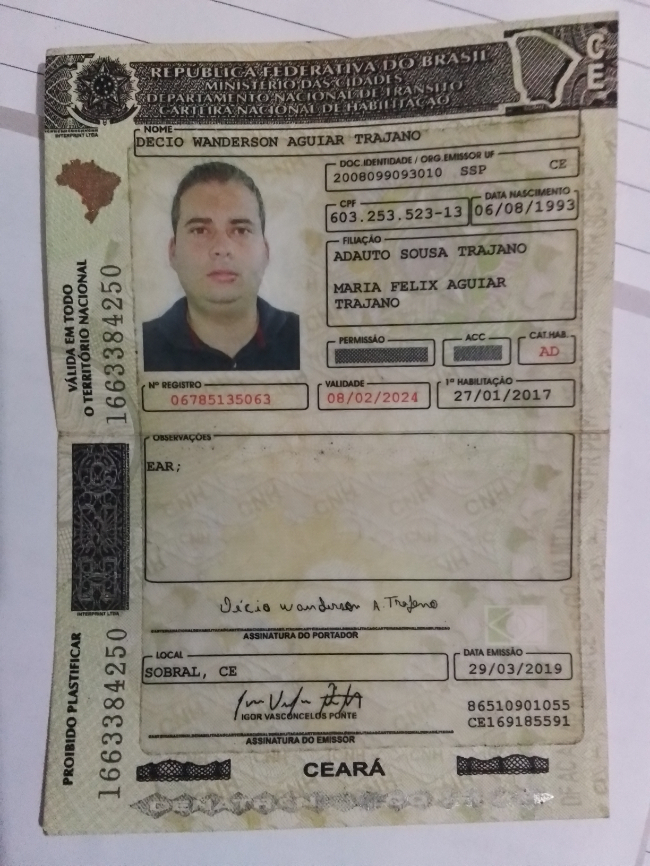 REPÚBLICA FEDERATIVA DO BRASIL
MINISTÉRIO DAS CIDADES
DEPARTAMENTO NACIONAL DE TRÂNSITO
CARTEIRA NACIONAL DE HABILITAÇÃO
CE
INTERPRINT LTDA
NOME
DECIO WANDERSON AGUIAR TRAJANO
DOC. IDENTIDADE / ORG. EMISSOR UF
2008099093010 SSP CE
CPF
603.253.523-13
DATA NASCIMENTO
06/08/1993
FILIAÇÃO
ADAUTO SOUSA TRAJANO
MARIA FELIX AGUIAR
TRAJANO
PERMISSÃO
ACC
CAT. HAB.
AD
Nº REGISTRO
06785135063
VALIDADE
08/02/2024
1ª HABILITAÇÃO
27/01/2017
VÁLIDA EM TODO
O TERRITÓRIO NACIONAL
1663384250
OBSERVAÇÕES
EAR;
INTERPRINT LTDA
Décio Wanderson A. Trajano
ASSINATURA DO PORTADOR
LOCAL
SOBRAL, CE
DATA EMISSÃO
29/03/2019
IGOR VASCONCELOS PONTE
86510901055
CE169185591
ASSINATURA DO EMISSOR
PROIBIDO PLASTIFICAR
1663384250
CEARÁ